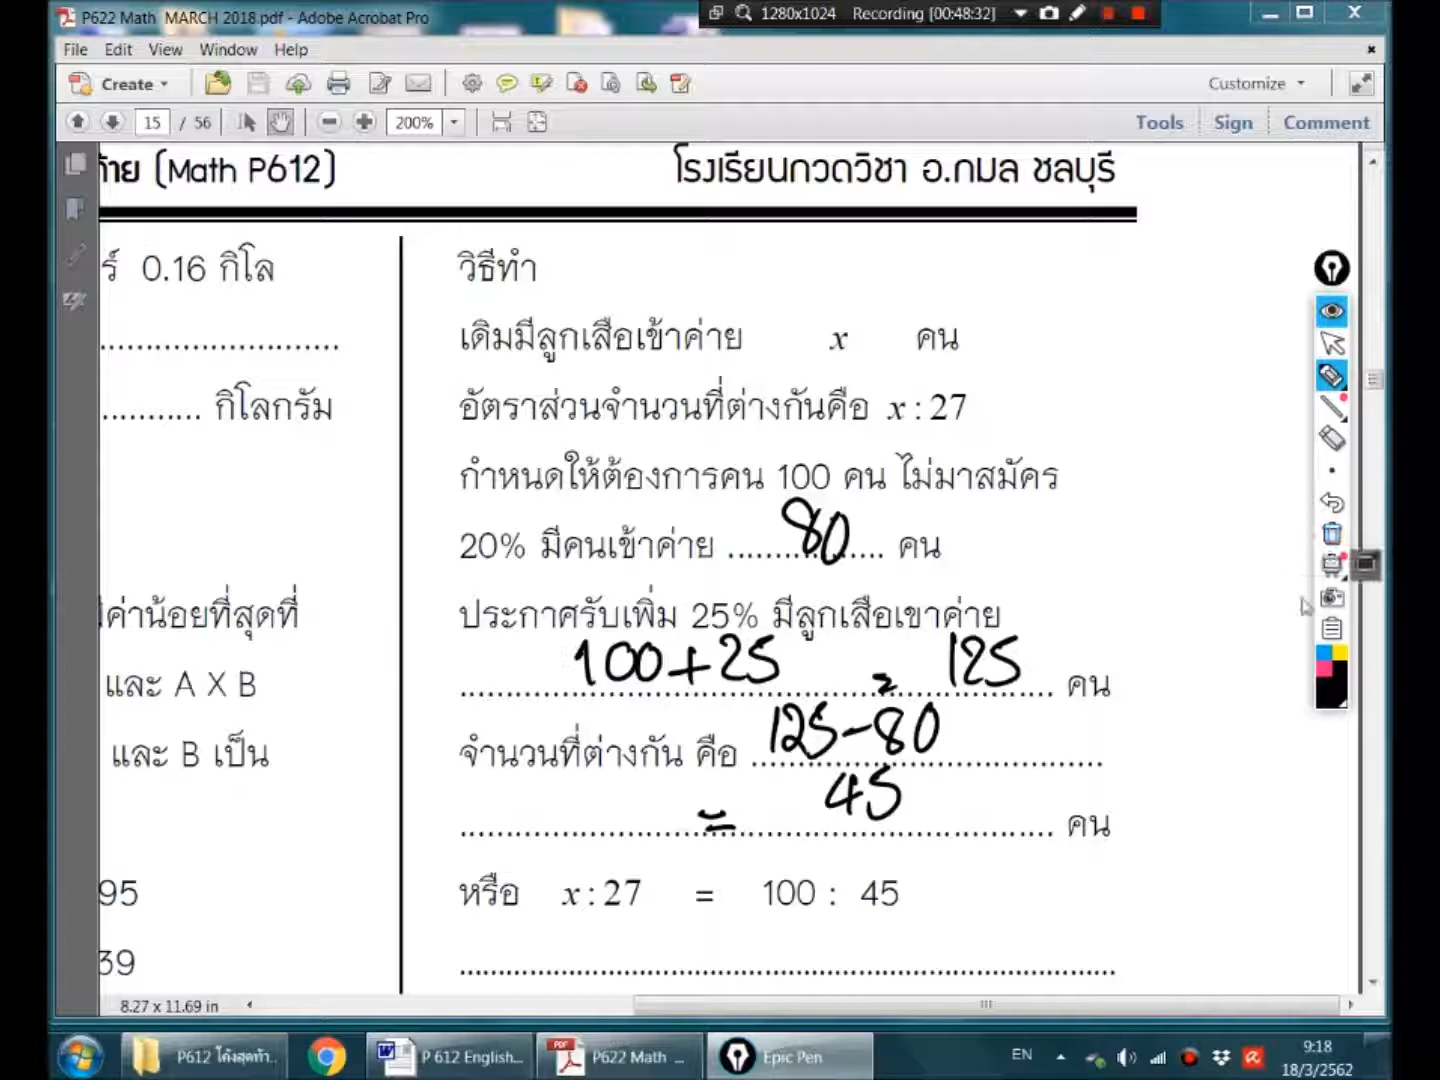 P622 Math MARCH 2018.pdf - Adobe Acrobat Pro
1280x1024 Recording [00:48:32]
File Edit View Window Help
Create
Customize
15 / 56
200%
Tools Sign Comment
(Math P612)
โรงเรียนกวดวิชา อ.กมล ชลบุรี
ร์ 0.16 กิโล
........................
........... กิโลกรัม
ค่าน้อยที่สุดที่
และ A X B
และ B เป็น
95
39
วิธีทำ
เดิมมีลูกเสือเข้าค่าย x คน
อัตราส่วนจำนวนที่ต่างกันคือ x : 27
กำหนดให้ต้องการคน 100 คน ไม่มาสมัคร
20% มีคนเข้าค่าย ......80...... คน
ประกาศรับเพิ่ม 25% มีลูกเสือเขาค่าย
100+25 = 125 คน
จำนวนที่ต่างกัน คือ 125-80
= 45 คน
หรือ x : 27 = 100 : 45
........................
8.27 x 11.69 in
P612 โค้งสุดท้า...
P 612 English...
P622 Math ...
Epic Pen
EN
9:18
18/3/2562